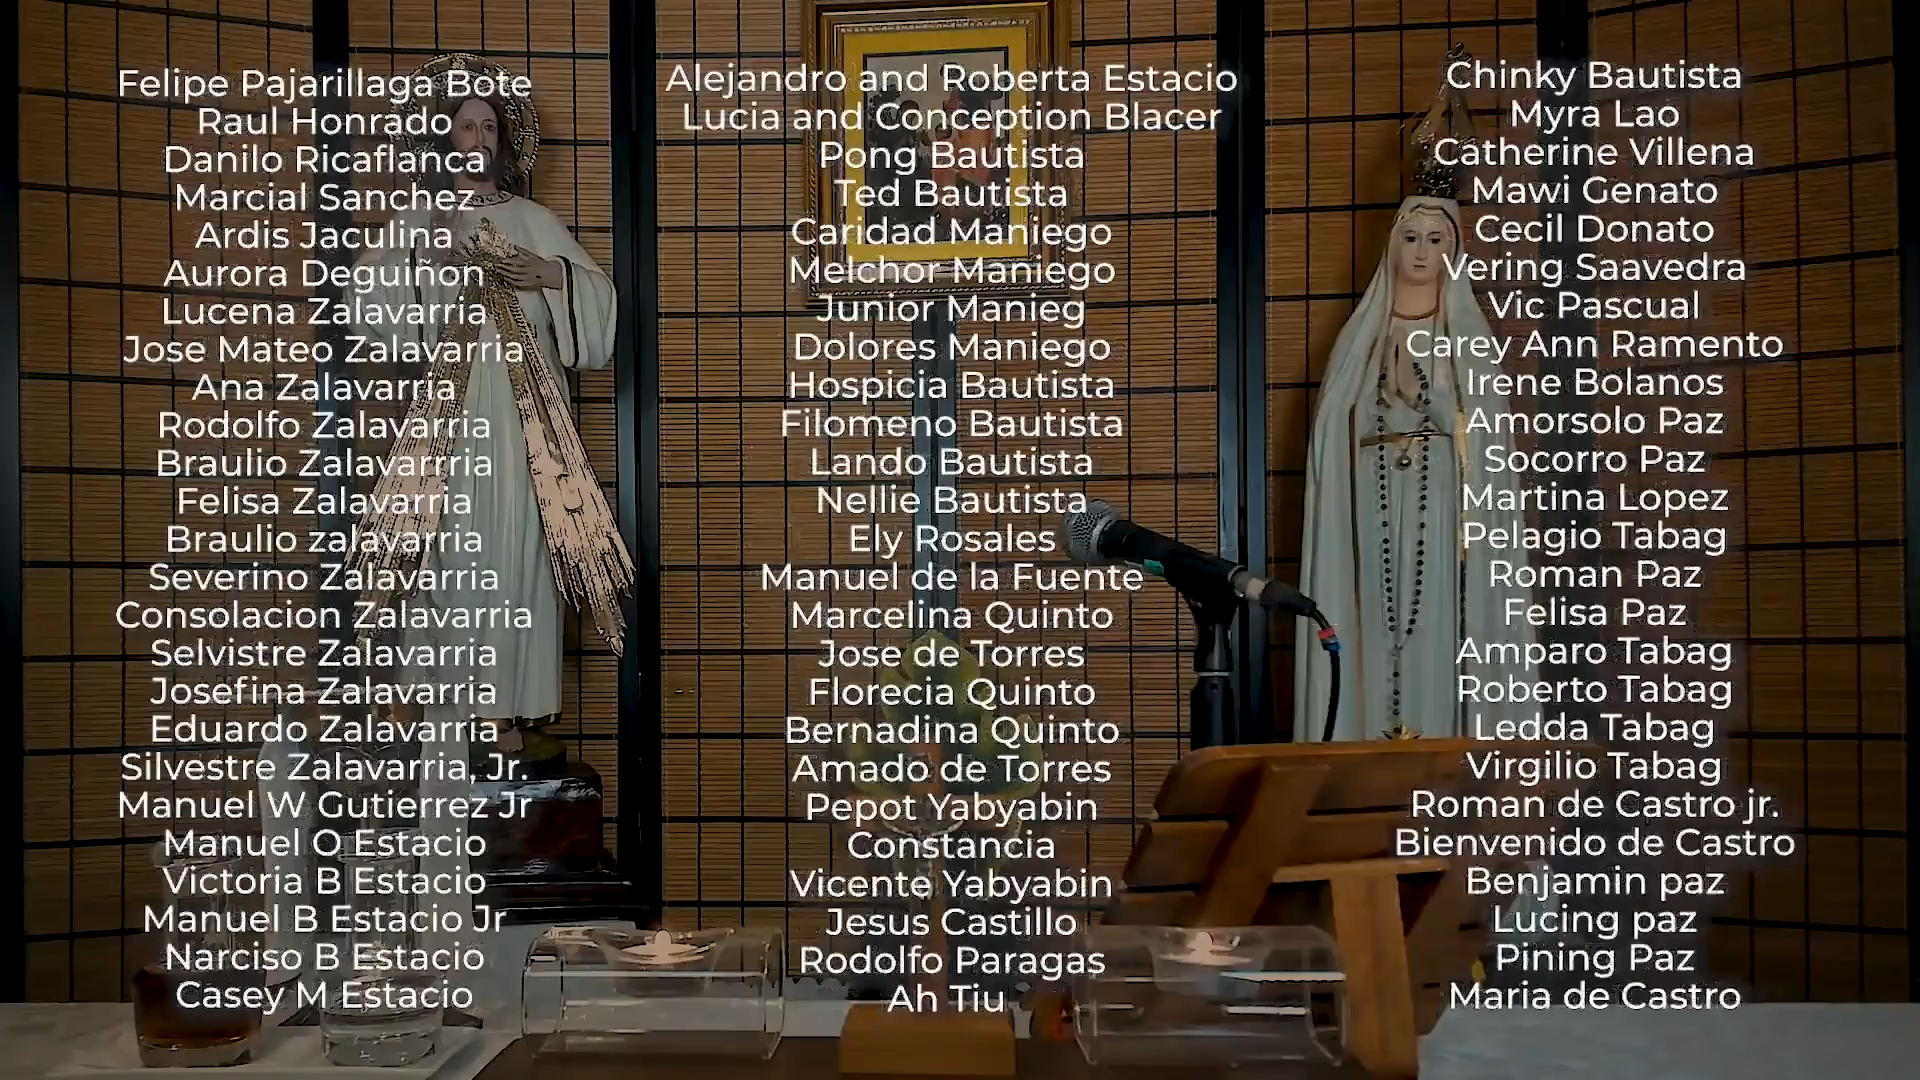 Felipe Pajarillaga Bote
Raul Honrado
Danilo Ricaflanca
Marcial Sanchez
Ardis Jaculina
Aurora Deguiñon
Lucena Zalavarria
Jose Mateo Zalavarria
Ana Zalavarria
Rodolfo Zalavarria
Braulio Zalavarrria
Felisa Zalavarria
Braulio zalavarria
Severino Zalavarria
Consolacion Zalavarria
Selvistre Zalavarria
Josefina Zalavarria
Eduardo Zalavarria
Silvestre Zalavarria, Jr.
Manuel W Gutierrez Jr
Manuel O Estacio
Victoria B Estacio
Manuel B Estacio Jr
Narciso B Estacio
Casey M Estacio
Alejandro and Roberta Estacio
Lucia and Conception Blacer
Pong Bautista
Ted Bautista
Caridad Maniego
Melchor Maniego
Junior Manieg
Dolores Maniego
Hospicia Bautista
Filomeno Bautista
Lando Bautista
Nellie Bautista
Ely Rosales
Manuel de la Fuente
Marcelina Quinto
Jose de Torres
Florecia Quinto
Bernadina Quinto
Amado de Torres
Pepot Yabyabin
Constancia
Vicente Yabyabin
Jesus Castillo
Rodolfo Paragas
Ah Tiu
Chinky Bautista
Myra Lao
Catherine Villena
Mawi Genato
Cecil Donato
Vering Saavedra
Vic Pascual
Carey Ann Ramento
Irene Bolanos
Amorsolo Paz
Socorro Paz
Martina Lopez
Pelagio Tabag
Roman Paz
Felisa Paz
Amparo Tabag
Roberto Tabag
Ledda Tabag
Virgilio Tabag
Roman de Castro jr.
Bienvenido de Castro
Benjamin paz
Lucing paz
Pining Paz
Maria de Castro